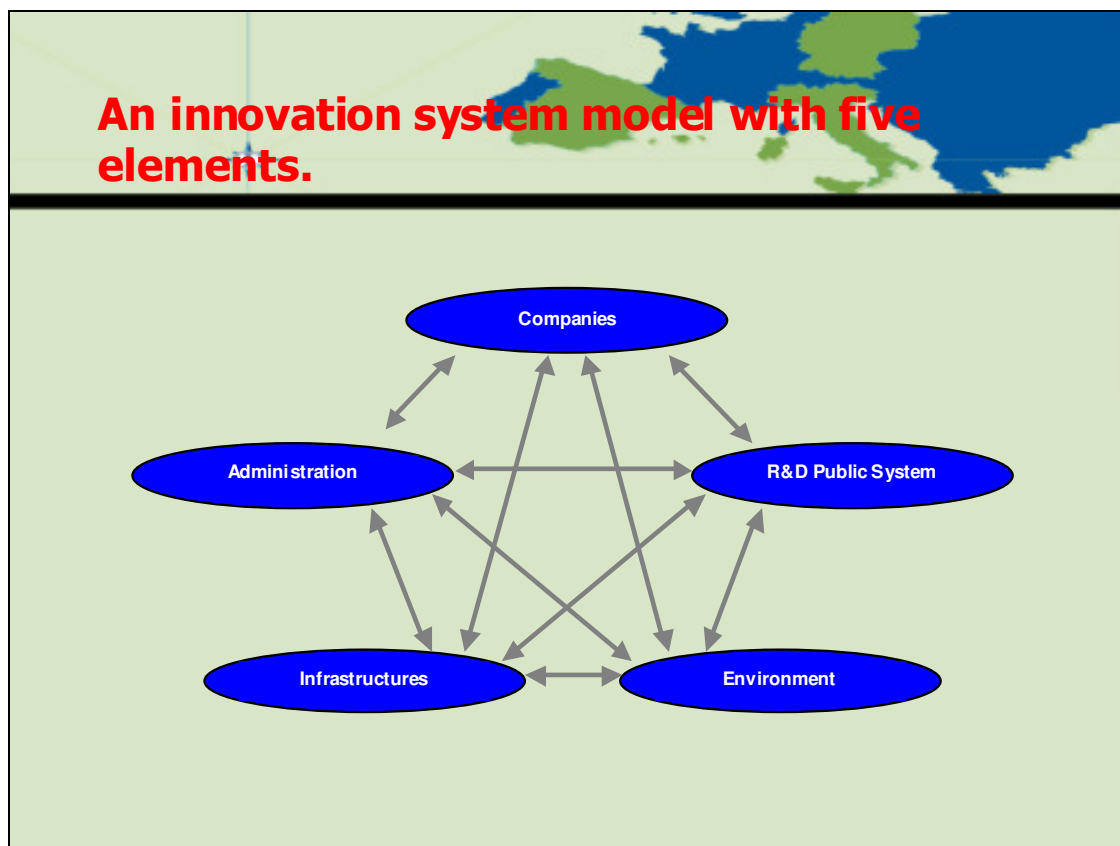 An innovation system model with five
elements.
Companies
Administration
R&D Public System
Infrastructures
Environment